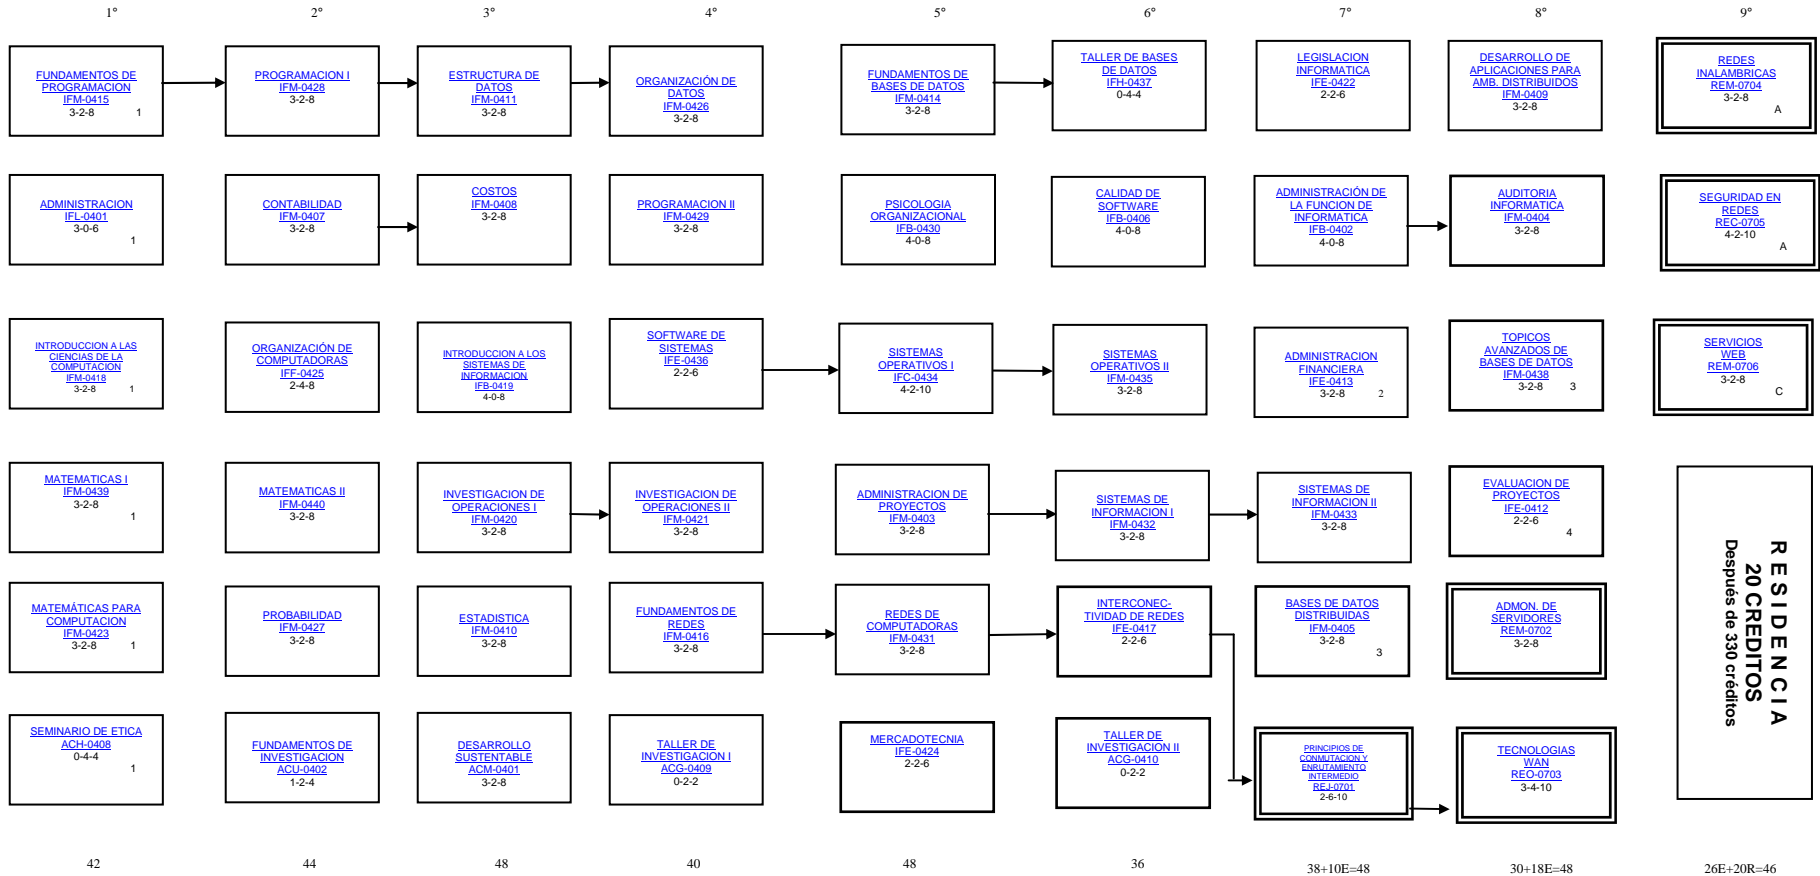 1°
2°
3°
4°
5°
6°
7°
8°
9°
FUNDAMENTOS DE
PROGRAMACION
IFM-0415
3-2-8 1
PROGRAMACION I
IFM-0428
3-2-8
ESTRUCTURA DE
DATOS
IFM-0411
3-2-8
ORGANIZACIÓN DE
DATOS
IFM-0426
3-2-8
FUNDAMENTOS DE
BASES DE DATOS
IFM-0414
3-2-8
TALLER DE BASES
DE DATOS
IFH-0437
0-4-4
LEGISLACION
INFORMATICA
IFE-0422
2-2-6
DESARROLLO DE
APLICACIONES PARA
AMB. DISTRIBUIDOS
IFM-0409
3-2-8
REDES
INALAMBRICAS
REM-0704
3-2-8
A
ADMINISTRACION
IFL-0401
3-0-6
1
CONTABILIDAD
IFM-0407
3-2-8
COSTOS
IFM-0408
3-2-8
PROGRAMACION II
IFM-0429
3-2-8
PSICOLOGIA
ORGANIZACIONAL
IFB-0430
4-0-8
CALIDAD DE
SOFTWARE
IFB-0406
4-0-8
ADMINISTRACIÓN DE
LA FUNCION DE
INFORMATICA
IFB-0402
4-0-8
AUDITORIA
INFORMATICA
IFM-0404
3-2-8
SEGURIDAD EN
REDES
REC-0705
4-2-10
A
INTRODUCCION A LAS
CIENCIAS DE LA
COMPUTACION
IFM-0418
3-2-8 1
ORGANIZACIÓN DE
COMPUTADORAS
IFF-0425
2-4-8
INTRODUCCION A LOS
SISTEMAS DE
INFORMACION
IFB-0419
4-0-8
SOFTWARE DE
SISTEMAS
IFE-0436
2-2-6
SISTEMAS
OPERATIVOS I
IFC-0434
4-2-10
SISTEMAS
OPERATIVOS II
IFM-0435
3-2-8
ADMINISTRACION
FINANCIERA
IFE-0413
3-2-8 2
TOPICOS
AVANZADOS DE
BASES DE DATOS
IFM-0438
3-2-8 3
SERVICIOS
WEB
REM-0706
3-2-8
C
MATEMATICAS I
IFM-0439
3-2-8
1
MATEMATICAS II
IFM-0440
3-2-8
INVESTIGACION DE
OPERACIONES I
IFM-0420
3-2-8
INVESTIGACION DE
OPERACIONES II
IFM-0421
3-2-8
ADMINISTRACION DE
PROYECTOS
IFM-0403
3-2-8
SISTEMAS DE
INFORMACION I
IFM-0432
3-2-8
SISTEMAS DE
INFORMACION II
IFM-0433
3-2-8
EVALUACION DE
PROYECTOS
IFE-0412
2-2-6
4
R E S I D E N C I A
20 CREDITOS
Después de 330 créditos
MATEMÁTICAS PARA
COMPUTACION
IFM-0423
3-2-8 1
PROBABILIDAD
IFM-0427
3-2-8
ESTADISTICA
IFM-0410
3-2-8
FUNDAMENTOS DE
REDES
IFM-0416
3-2-8
REDES DE
COMPUTADORAS
IFM-0431
3-2-8
INTERCONEC-
TIVIDAD DE REDES
IFE-0417
2-2-6
BASES DE DATOS
DISTRIBUIDAS
IFM-0405
3-2-8
3
ADMON. DE
SERVIDORES
REM-0702
3-2-8
SEMINARIO DE ETICA
ACH-0408
0-4-4
1
FUNDAMENTOS DE
INVESTIGACION
ACU-0402
1-2-4
DESARROLLO
SUSTENTABLE
ACM-0401
3-2-8
TALLER DE
INVESTIGACION I
ACG-0409
0-2-2
MERCADOTECNIA
IFE-0424
2-2-6
TALLER DE
INVESTIGACION II
ACG-0410
0-2-2
PRINCIPIOS DE
CONMUTACION Y
ENRUTAMIENTO
INTERMEDIO
REJ-0701
2-6-10
TECNOLOGIAS
WAN
REO-0703
3-4-10
42
44
48
40
48
36
38+10E=48
30+18E=48
26E+20R=46